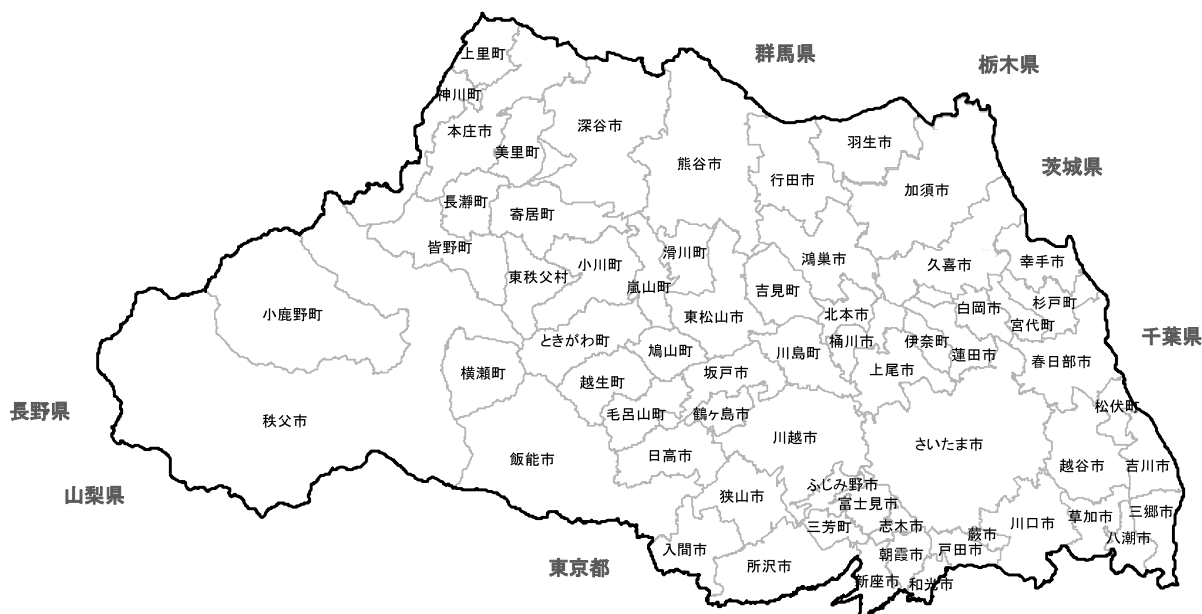 群馬県
栃木県
茨城県
千葉県
長野県
山梨県
東京都
上里町
神川町
本庄市
美里町
深谷市
熊谷市
行田市
羽生市
加須市
長瀞町
寄居町
皆野町
東秩父村
小川町
嵐山町
滑川町
吉見町
鴻巣市
久喜市
幸手市
小鹿野町
東松山市
北本市
白岡市
杉戸町
宮代町
ときがわ町
鳩山町
川島町
桶川市
伊奈町
蓮田市
春日部市
横瀬町
越生町
坂戸市
上尾市
秩父市
毛呂山町
鶴ヶ島市
川越市
さいたま市
松伏町
飯能市
日高市
越谷市
吉川市
狭山市
ふじみ野市
富士見市
三芳町
志木市
蕨市
川口市
草加市
三郷市
八潮市
入間市
所沢市
朝霞市
戸田市
新座市
和光市